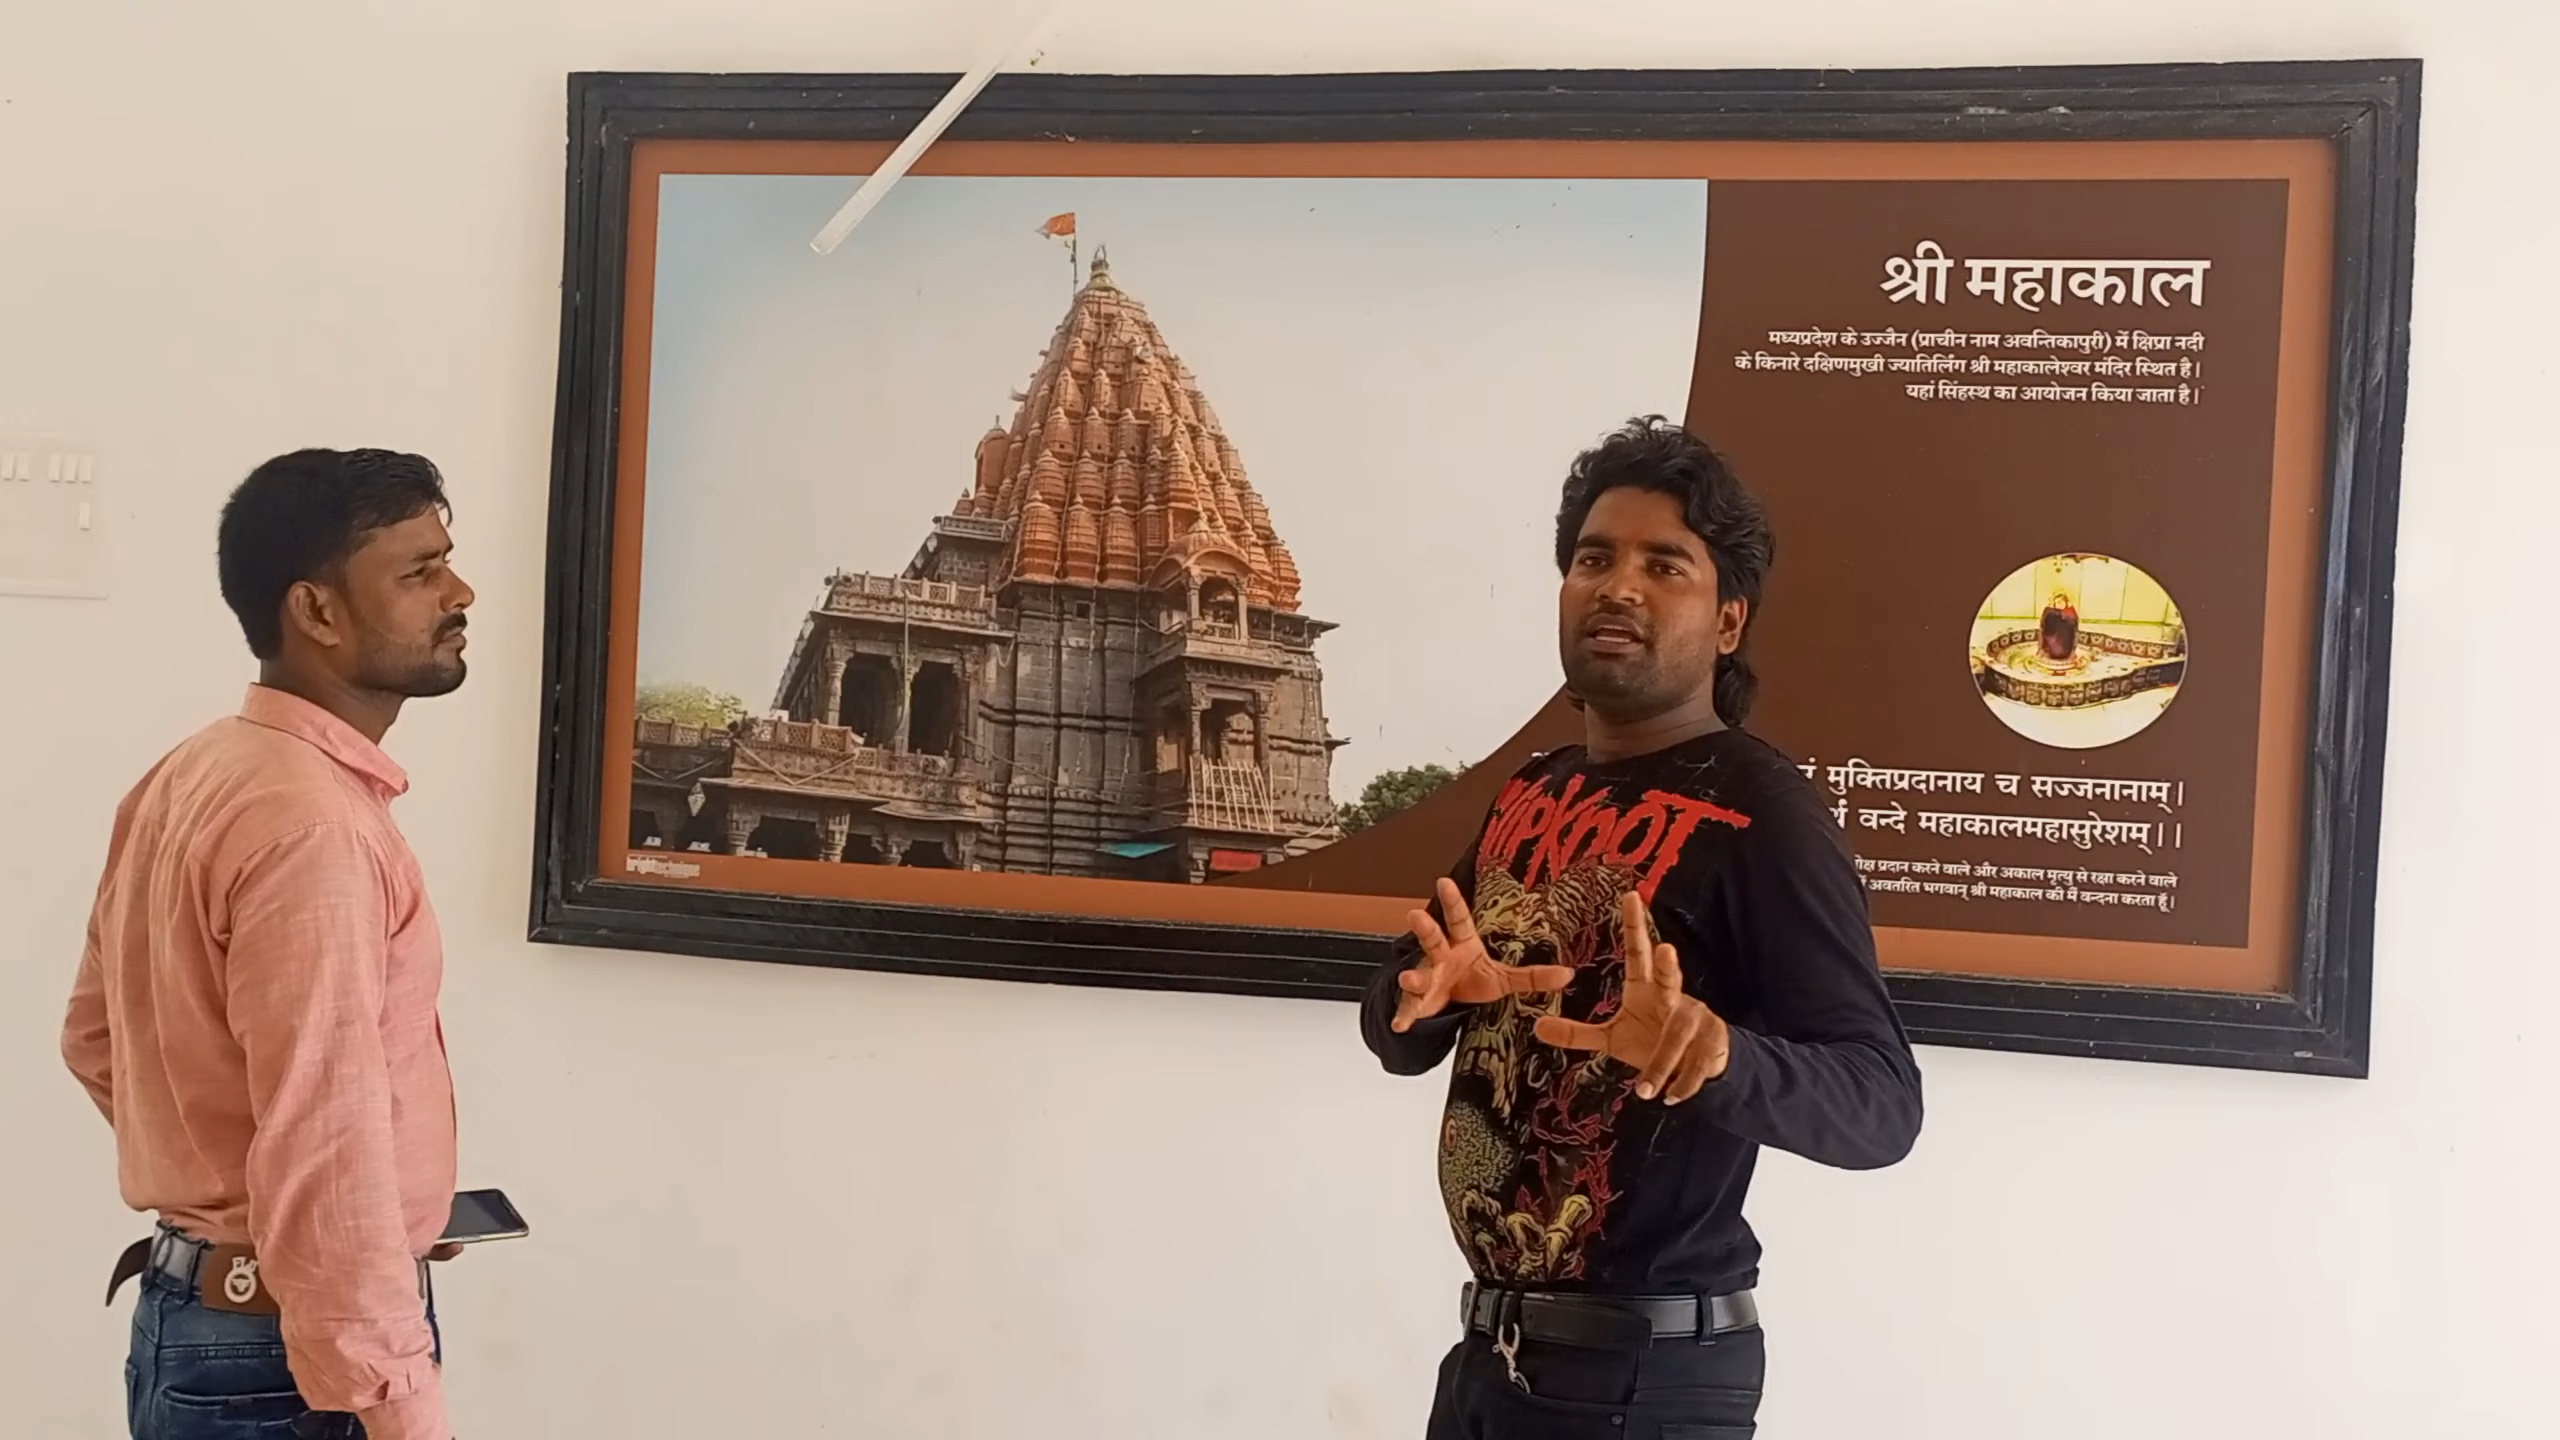 श्री महाकाल
मध्यप्रदेश के उज्जैन (प्राचीन नाम अवन्तिकापुरी) में क्षिप्रा नदी
के किनारे दक्षिणमुखी ज्यातिर्लिंग श्री महाकालेश्वर मंदिर स्थित है।
यहां सिंहस्थ का आयोजन किया जाता है।
मुक्तिप्रदानाय च सज्जनानाम्।
वन्दे महाकालमहासुरेशम्।।
प्रदान करने वाले और अकाल मृत्यु से रक्षा करने वाले
अवतरित भगवान् श्री महाकाल की मैं वन्दना करता हूँ।
SLIPKNOT